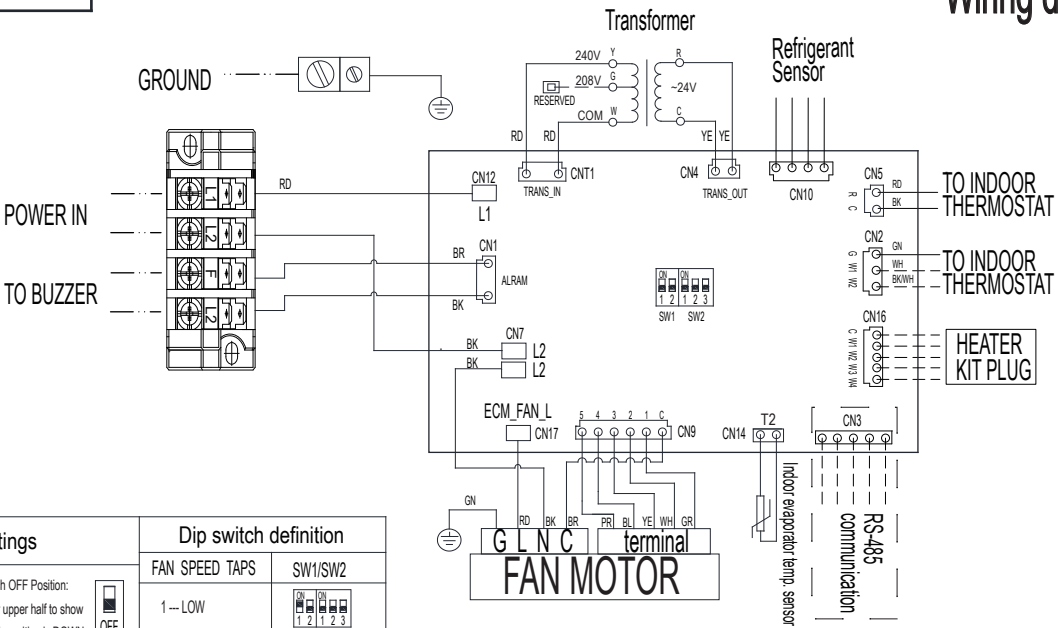 Wiring d
Transformer
240V Y
R
208V G
RESERVED
~24V
COM W
C
Refrigerant
Sensor
GROUND
RD
RD
YE
YE
CN12
L1
CNT1
TRANS_IN
CN4
TRANS_OUT
CN10
CN5
R
C
RD
BK
TO INDOOR
THERMOSTAT
POWER IN
L1
L2
F
L2
RD
TO BUZZER
CN1
BR
BK
ALRAM
CN2
G W1 W2
GN
WH
BK/WH
TO INDOOR
THERMOSTAT
ON ON
1 2 1 2 3
SW1 SW2
CN16
C W1 W2 W3 W4
HEATER
KIT PLUG
CN7
BK
L2
BK
L2
ECM_FAN_L
CN17
5 4 3 2 1 C
CN9
CN14
T2
CN3
GN
RD BK BR PR BL YE WH GR
G L N C
terminal
FAN MOTOR
Indoor evaporator temp. sensor
RS-485
communication
tings
Dip switch definition
FAN SPEED TAPS
SW1/SW2
h OFF Position:
upper half to show
OFF
1 --- LOW
ON ON
1 2 1 2 3